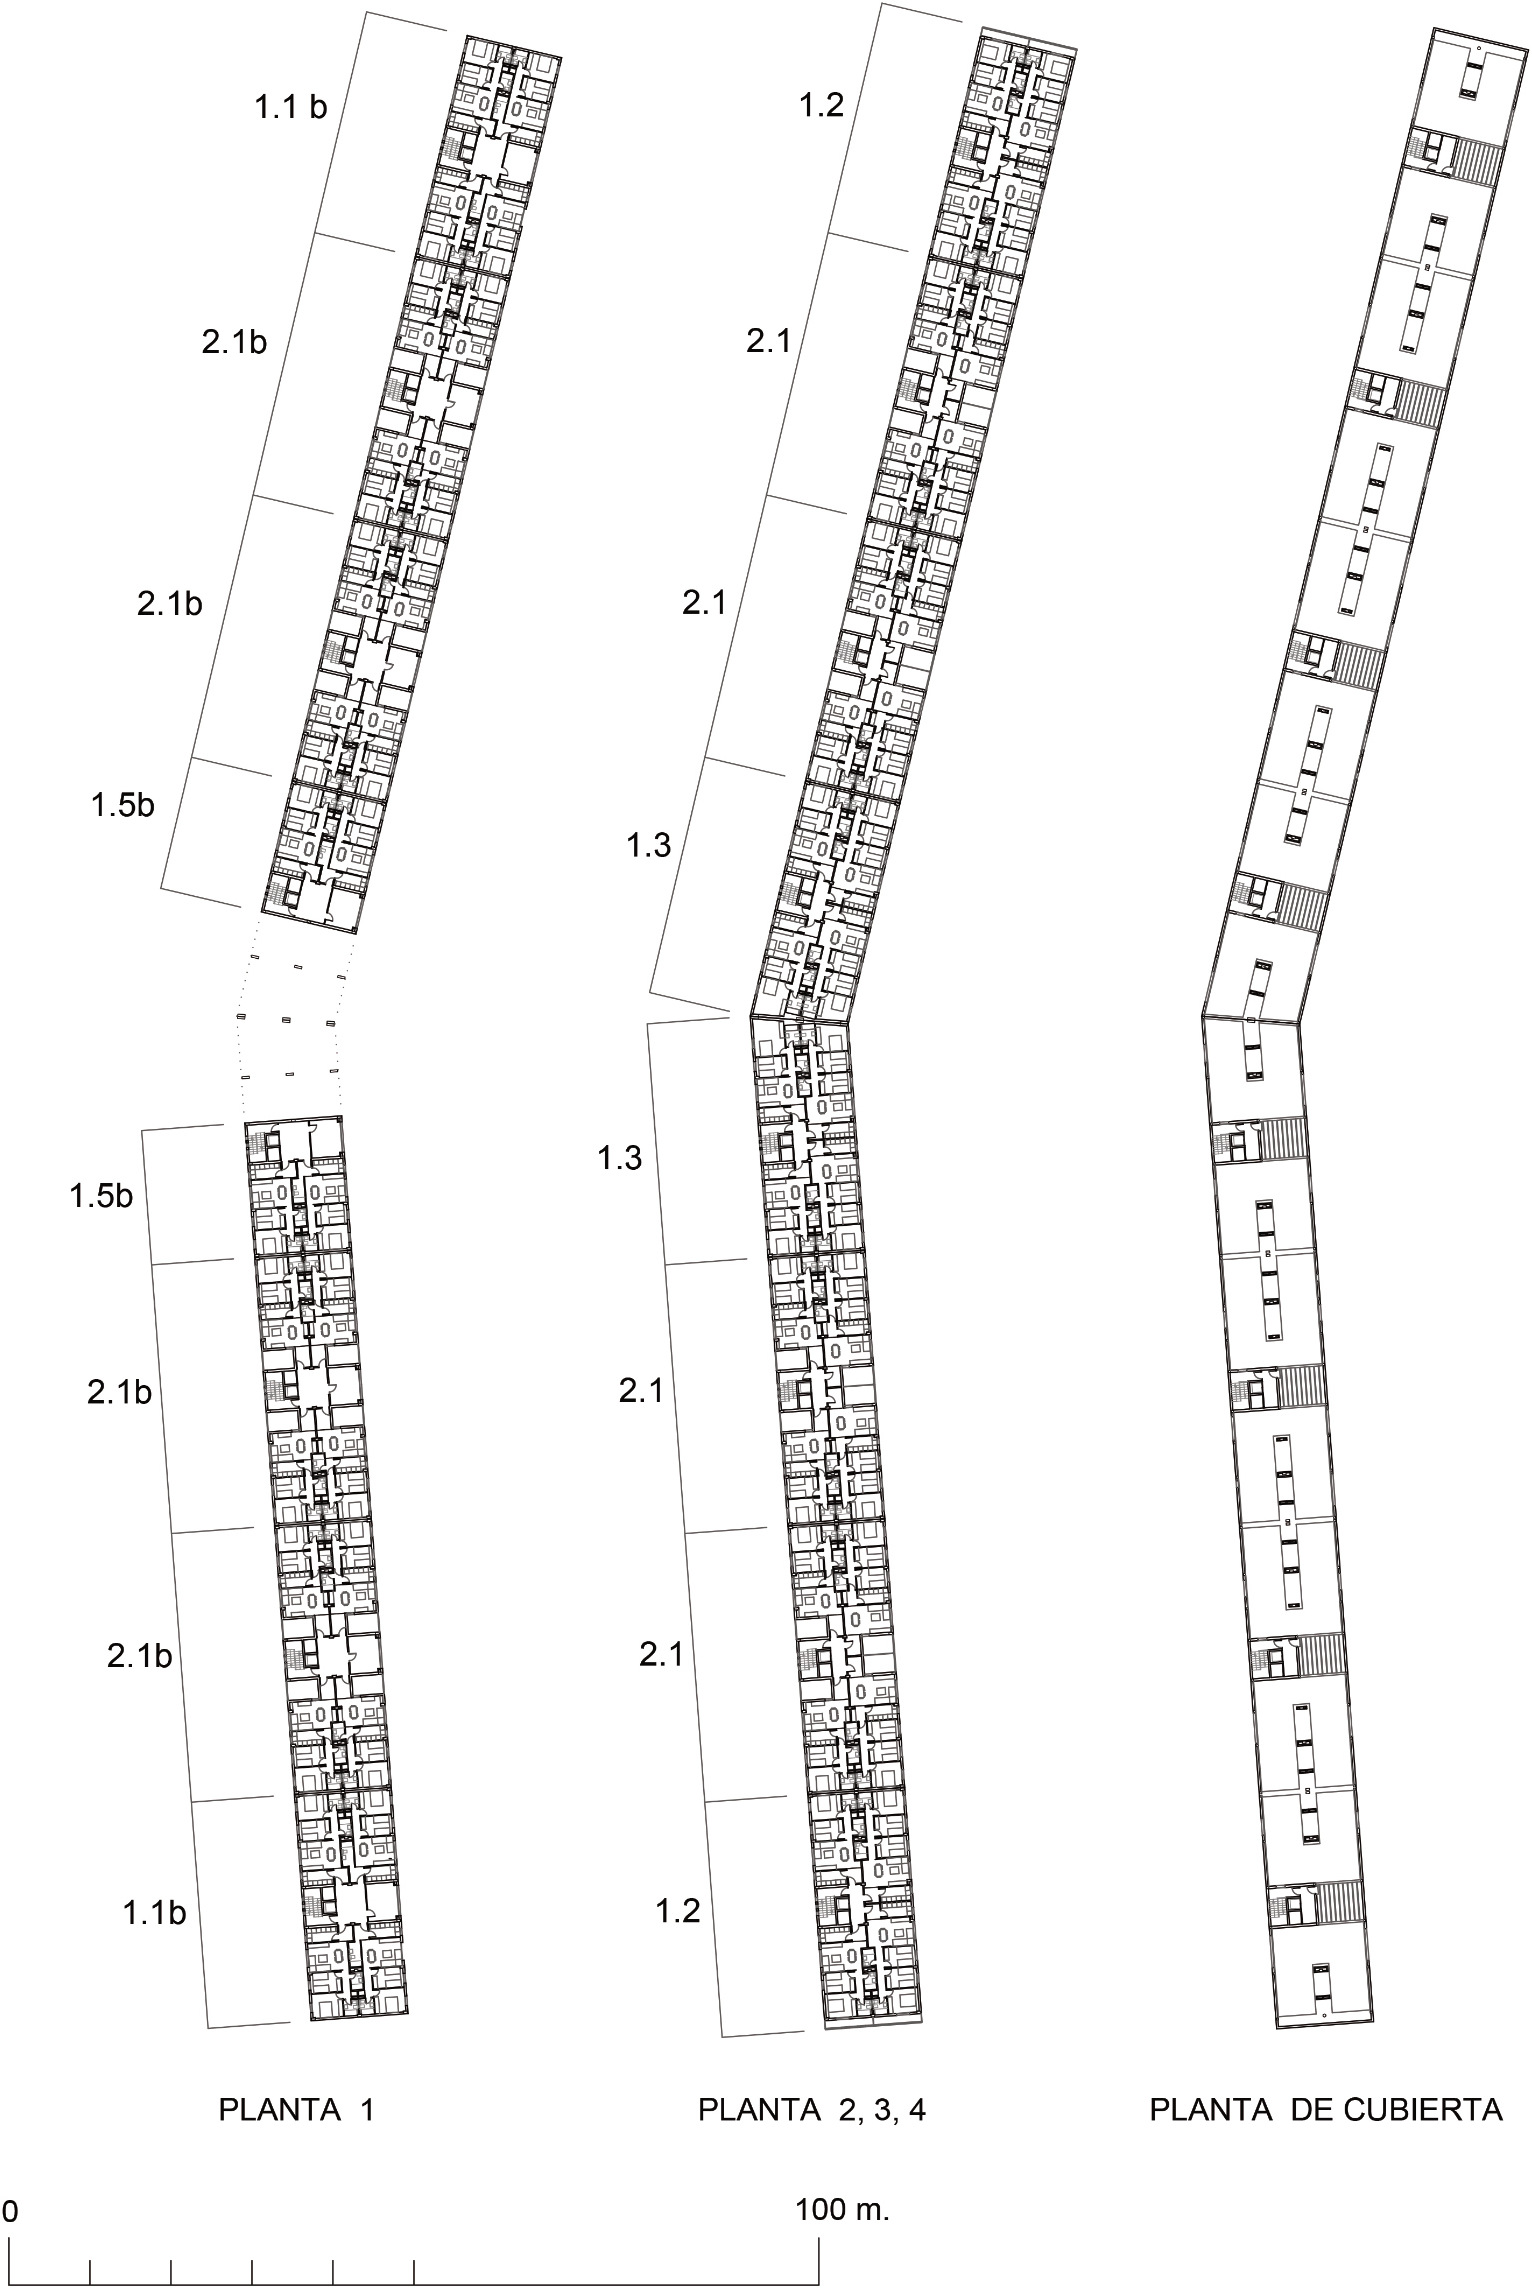 1.1 b
2.1b
2.1b
1.5b
1.5b
2.1b
2.1b
1.1b
1.2
2.1
2.1
1.3
1.3
2.1
2.1
1.2
PLANTA 1
PLANTA 2, 3, 4
PLANTA DE CUBIERTA
0
100 m.